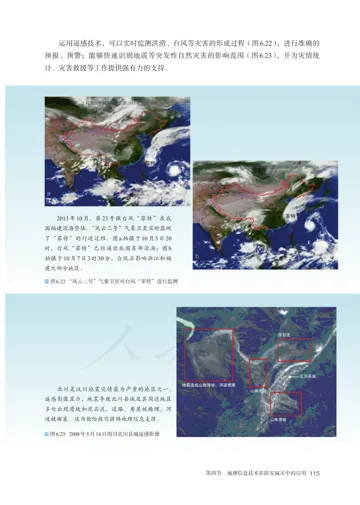 运用遥感技术，可以实时监测洪涝、台风等灾害的形成过程（图6.22），进行准确的
预报、预警；能够快速识别地震等突发性自然灾害的影响范围（图6.23），并为灾情统
计、灾害救援等工作提供强有力的支持。
2013年10月，第23号强台风“菲特”在我
国福建沿海登陆。“风云二号”气象卫星实时监测
了“菲特”的行进过程。图a拍摄于10月5日20
时，台风“菲特”已经逼近我国东部沿海；图b
拍摄于10月7日3时30分，台风正影响浙江和福
建大部分地区。
图6.22 “风云二号”气象卫星对台风“菲特”进行监测
北川是汶川地震灾情最为严重的地区之一。
遥感影像显示，地震导致北川县城及其周边地区
多处出现滑坡和泥石流，道路、房屋被掩埋，河
道被堵塞。这为抢险救灾提供地理信息支撑。
图6.23 2008年5月14日四川北川县城遥感影像
第四节 地理信息技术在防灾减灾中的应用 115